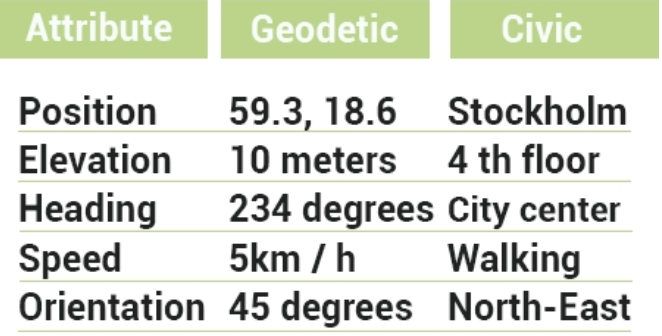 Attribute Geodetic Civic
Position 59.3, 18.6 Stockholm
Elevation 10 meters 4 th floor
Heading 234 degrees City center
Speed 5km / h Walking
Orientation 45 degrees North-East